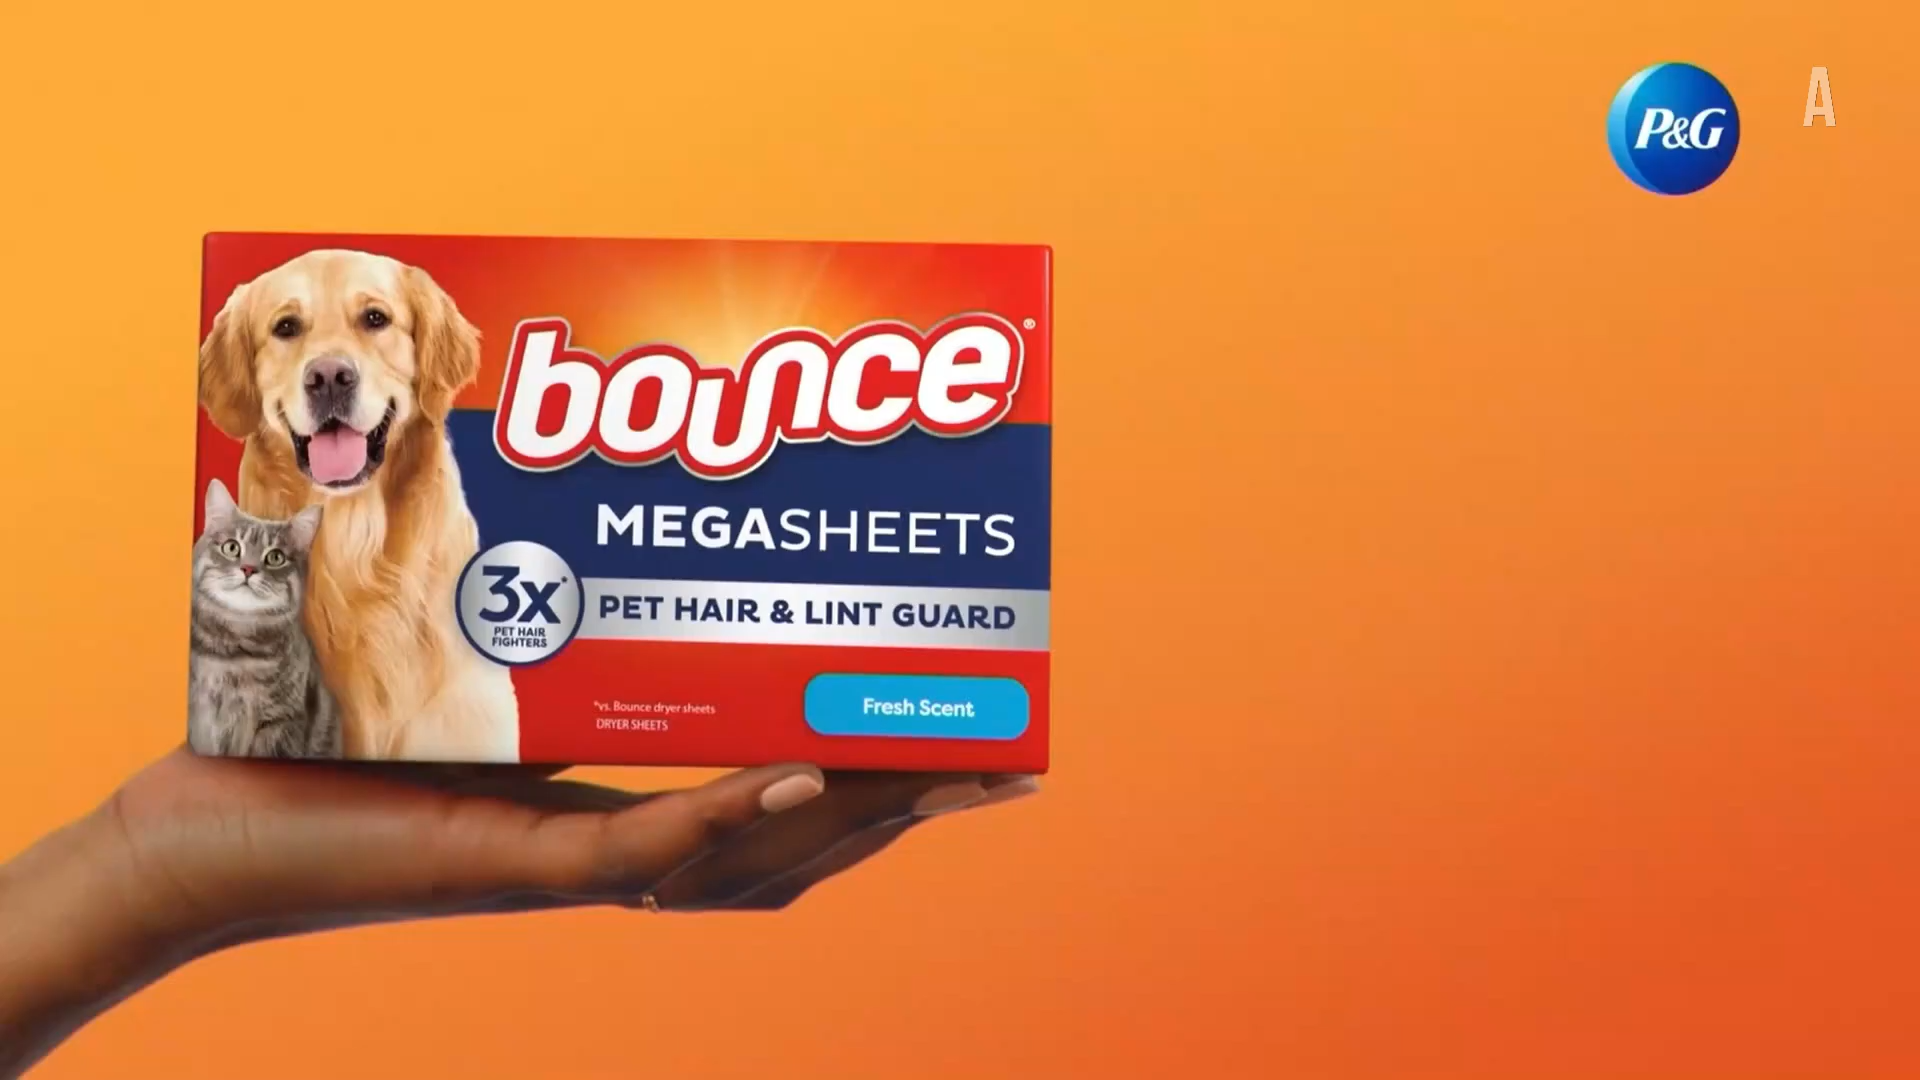 P&G
A
bounce®
MEGASHEETS
3x*
PET HAIR
FIGHTERS
PET HAIR & LINT GUARD
*vs. Bounce dryer sheets
DRYER SHEETS
Fresh Scent